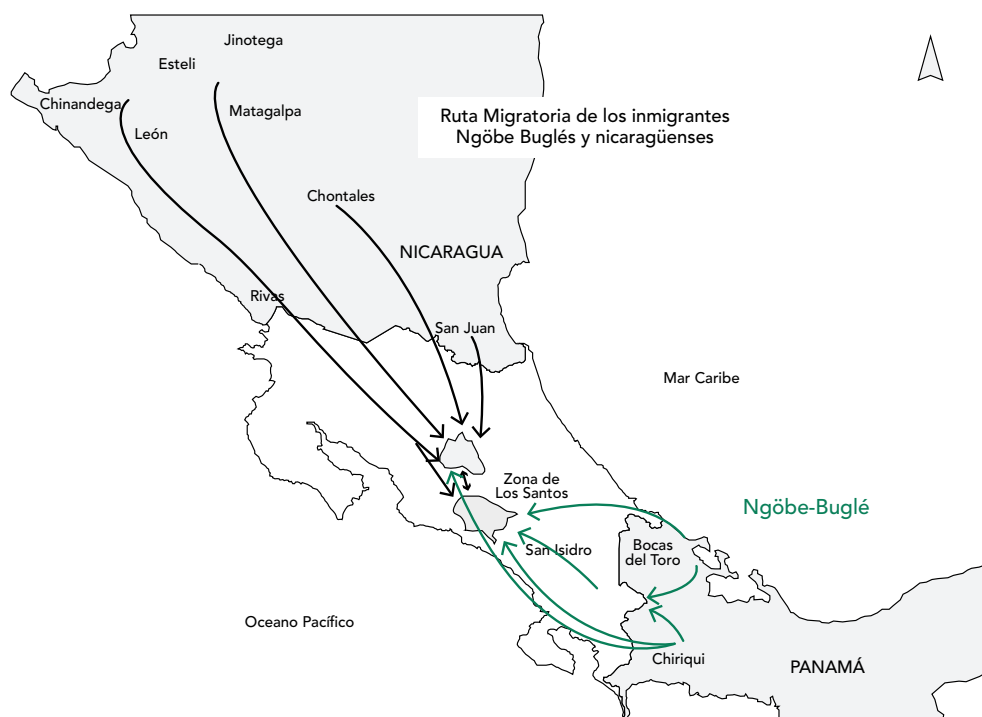 Jinotega
Esteli
Chinandega
Matagalpa
León
Ruta Migratoria de los inmigrantes
Ngöbe Buglés y nicaragüenses
Chontales
NICARAGUA
Rivas
San Juan
Mar Caribe
Zona de
Los Santos
Ngöbe-Buglé
San Isidro
Bocas
del Toro
Oceano Pacífico
Chiriqui
PANAMÁ